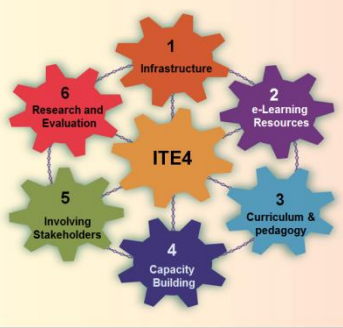 1
Infrastructure
2
e-Learning
Resources
3
Curriculum &
pedagogy
4
Capacity
Building
5
Involving
Stakeholders
6
Research and
Evaluation
ITE4